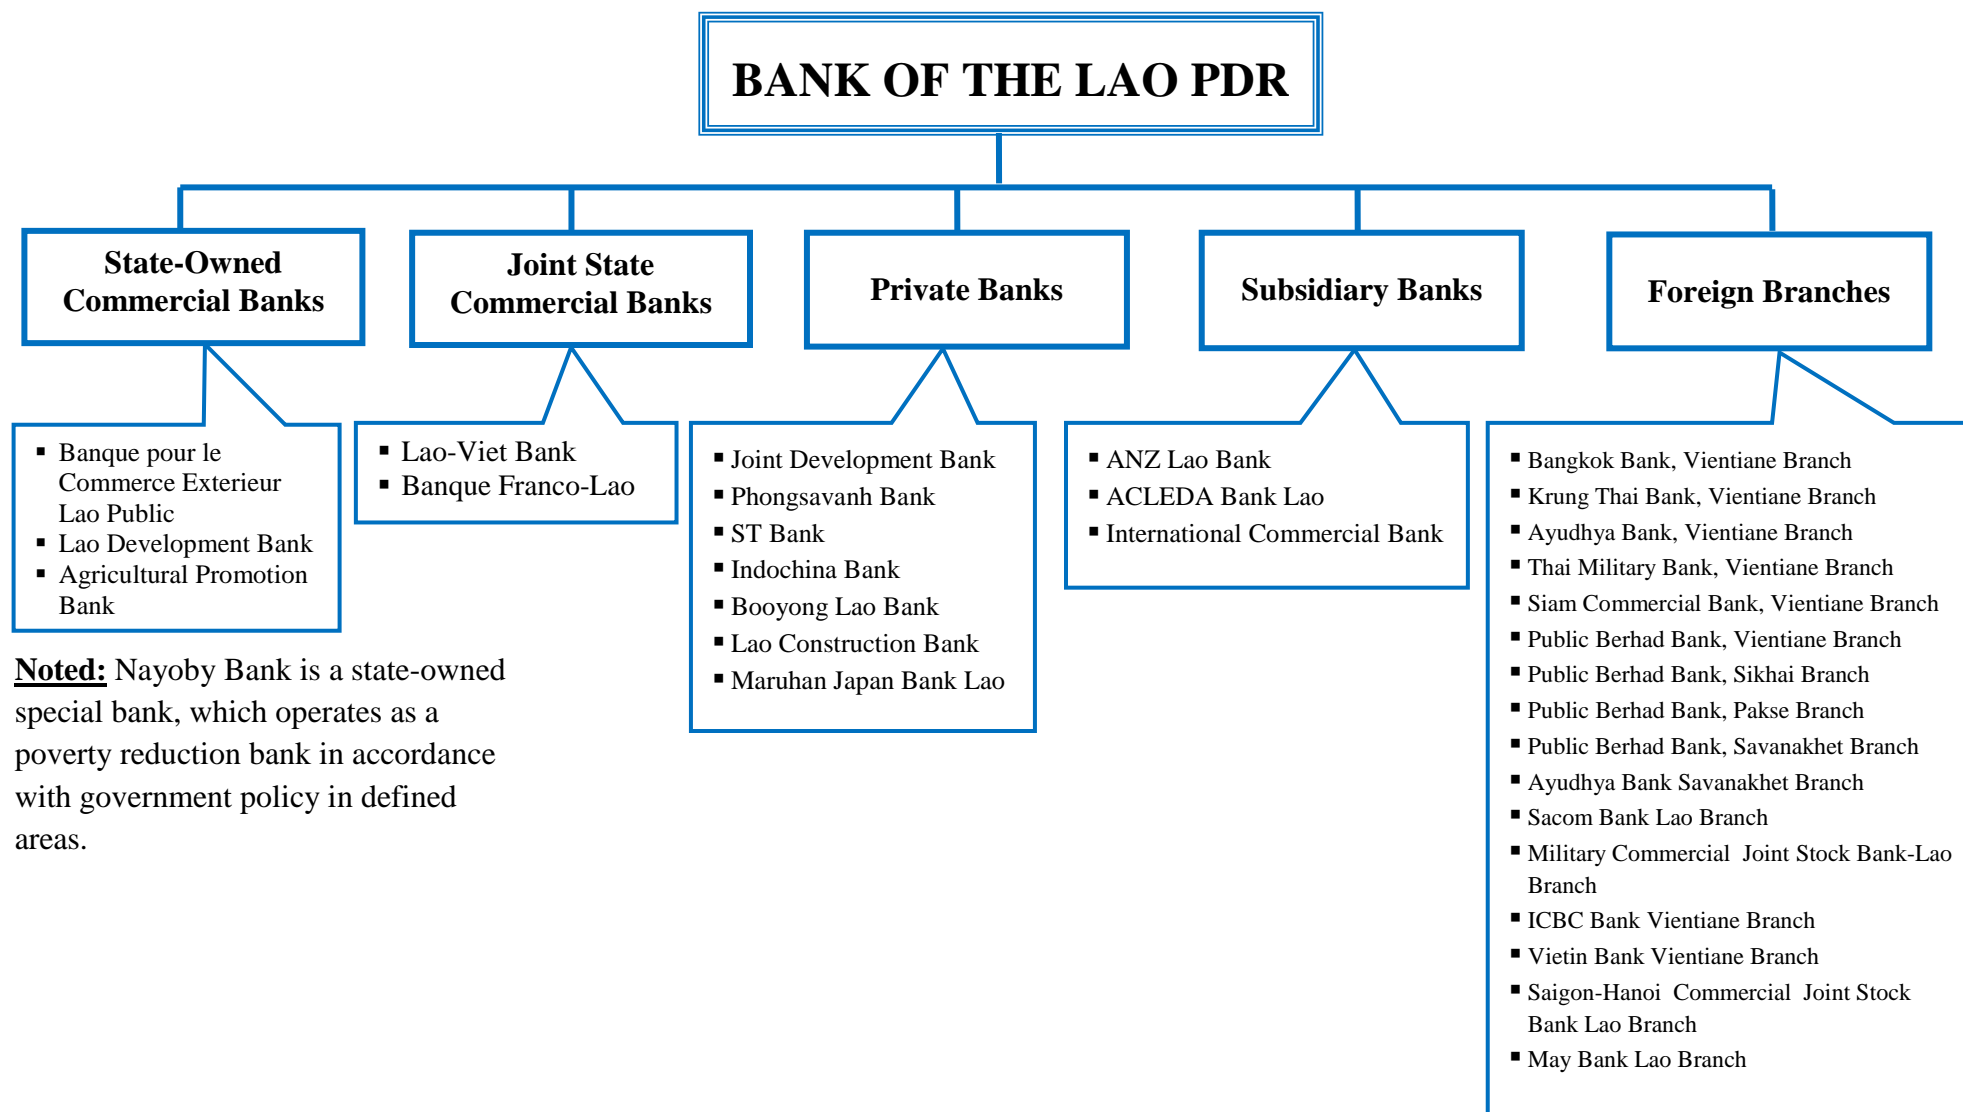 BANK OF THE LAO PDR
State-Owned
Commercial Banks
Joint State
Commercial Banks
Private Banks
Subsidiary Banks
Foreign Branches
▪ Banque pour le
Commerce Exterieur
Lao Public
▪ Lao Development Bank
▪ Agricultural Promotion
Bank
▪ Lao-Viet Bank
▪ Banque Franco-Lao
▪ Joint Development Bank
▪ Phongsavanh Bank
▪ ST Bank
▪ Indochina Bank
▪ Booyong Lao Bank
▪ Lao Construction Bank
▪ Maruhan Japan Bank Lao
▪ ANZ Lao Bank
▪ ACLEDA Bank Lao
▪ International Commercial Bank
▪ Bangkok Bank, Vientiane Branch
▪ Krung Thai Bank, Vientiane Branch
▪ Ayudhya Bank, Vientiane Branch
▪ Thai Military Bank, Vientiane Branch
▪ Siam Commercial Bank, Vientiane Branch
▪ Public Berhad Bank, Vientiane Branch
▪ Public Berhad Bank, Sikhai Branch
▪ Public Berhad Bank, Pakse Branch
▪ Public Berhad Bank, Savanakhet Branch
▪ Ayudhya Bank Savanakhet Branch
▪ Sacom Bank Lao Branch
▪ Military Commercial Joint Stock Bank-Lao
Branch
▪ ICBC Bank Vientiane Branch
▪ Vietin Bank Vientiane Branch
▪ Saigon-Hanoi Commercial Joint Stock
Bank Lao Branch
▪ May Bank Lao Branch
Noted: Nayoby Bank is a state-owned
special bank, which operates as a
poverty reduction bank in accordance
with government policy in defined
areas.